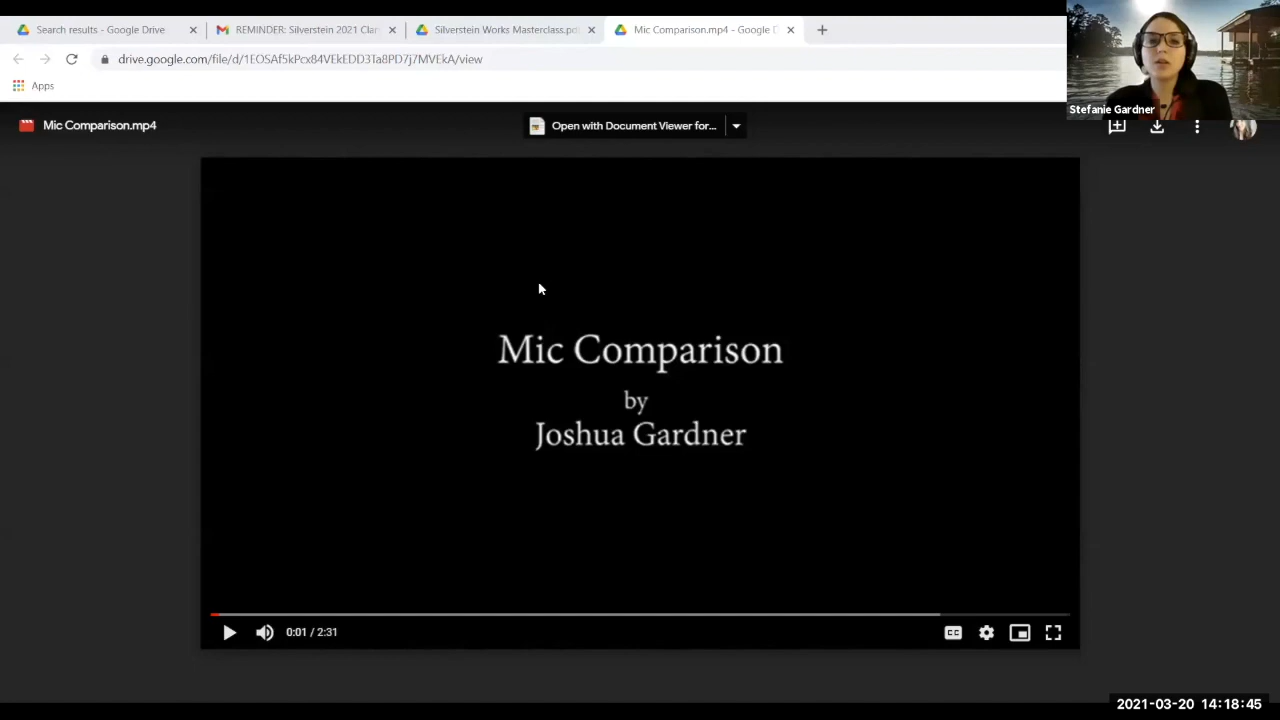 Search results - Google Drive
REMINDER: Silverstein 2021 Clar
Silverstein Works Masterclass.pd
Mic Comparison.mp4 - Google D
drive.google.com/file/d/
Apps
Stefanie Gardner
Mic Comparison.mp4
Open with Document Viewer for...
Mic Comparison
by
Joshua Gardner
0:01 / 2:31
CC
2021-03-20 14:18:45